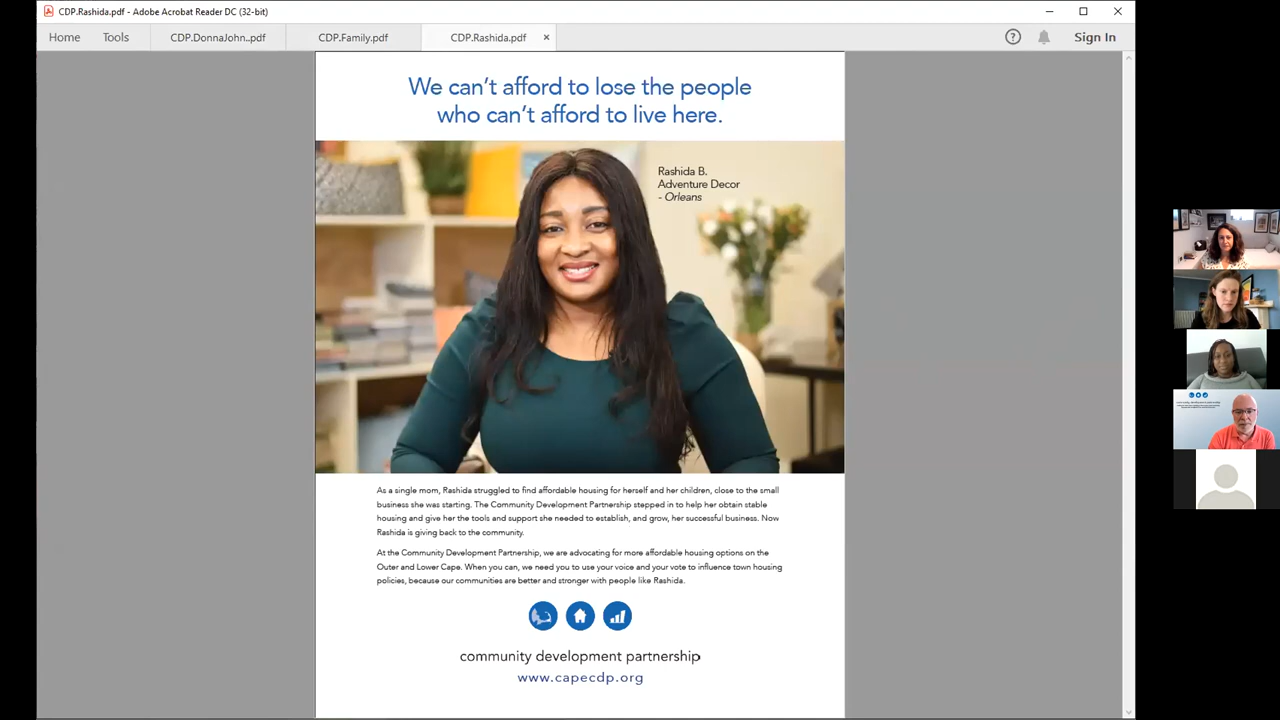 CDP.Rashida.pdf - Adobe Acrobat Reader DC (32-bit)
Home Tools CDP.DonnaJohn..pdf CDP.Family.pdf CDP.Rashida.pdf × ? Sign In
We can't afford to lose the people
who can't afford to live here.
Rashida B.
Adventure Decor
- Orleans
As a single mom, Rashida struggled to find affordable housing for herself and her children, close to the small
business she was starting. The Community Development Partnership stepped in to help her obtain stable
housing and give her the tools and support she needed to establish, and grow, her successful business. Now
Rashida is giving back to the community.
At the Community Development Partnership, we are advocating for more affordable housing options on the
Outer and Lower Cape. When you can, we need you to use your voice and your vote to influence town housing
policies, because our communities are better and stronger with people like Rashida.
community development partnership
www.capecdp.org